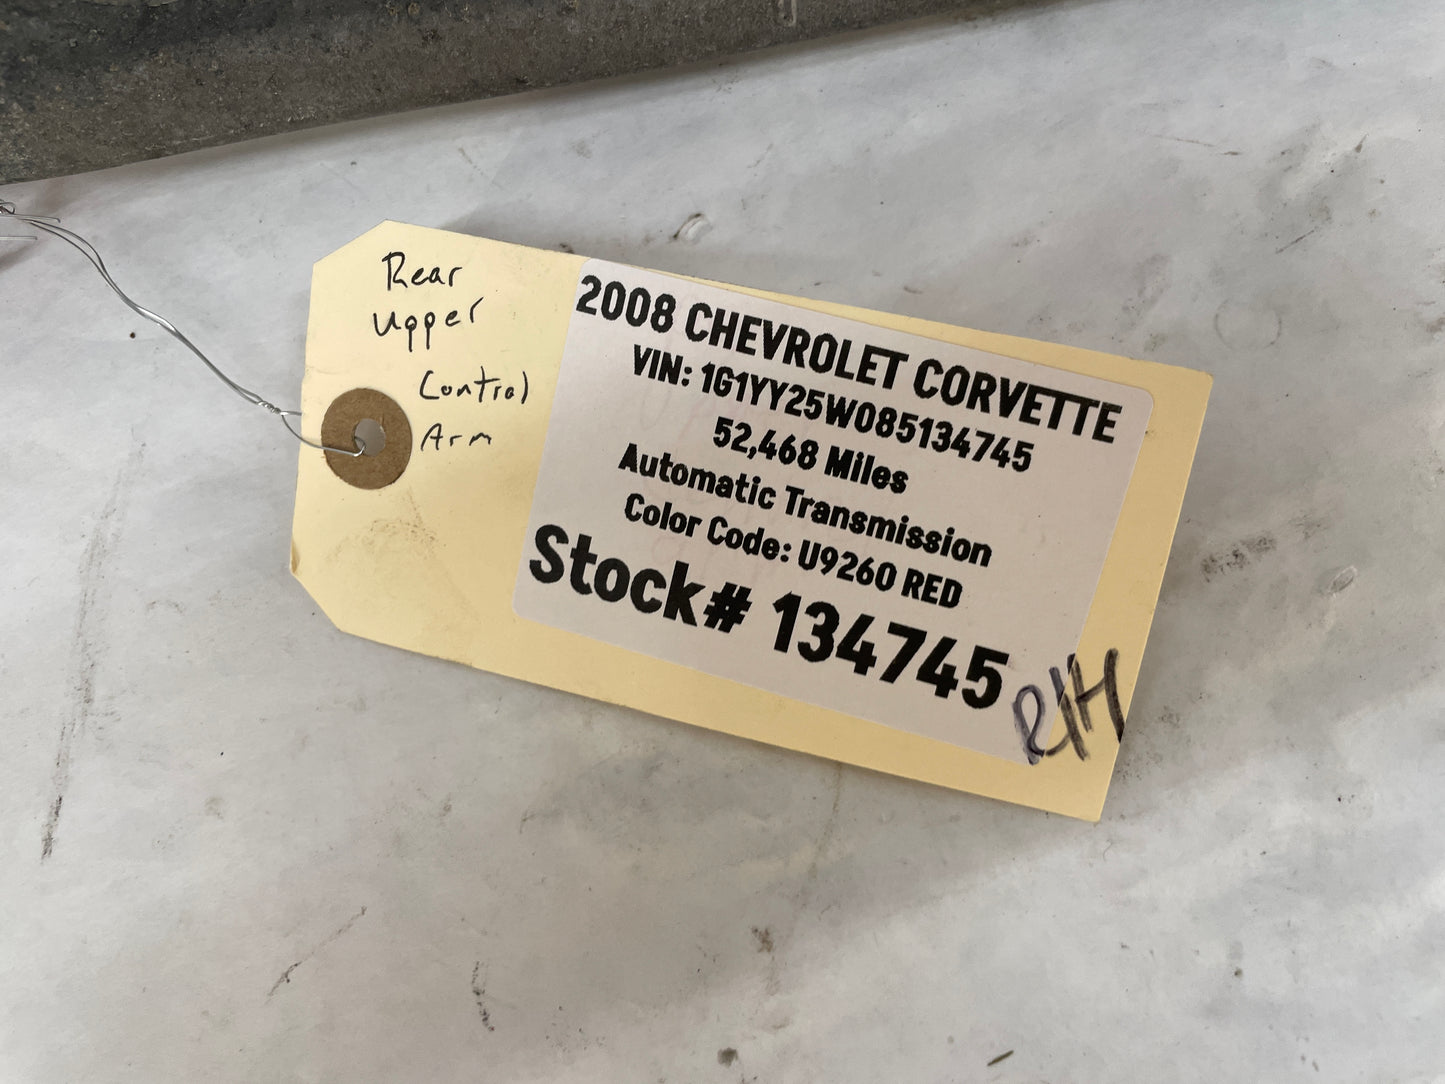 Rear
Upper
Control
Arm
2008 CHEVROLET CORVETTE
VIN: 1G1YY25W085134745
52,468 Miles
Automatic Transmission
Color Code: U9260 RED
Stock# 134745
R/H